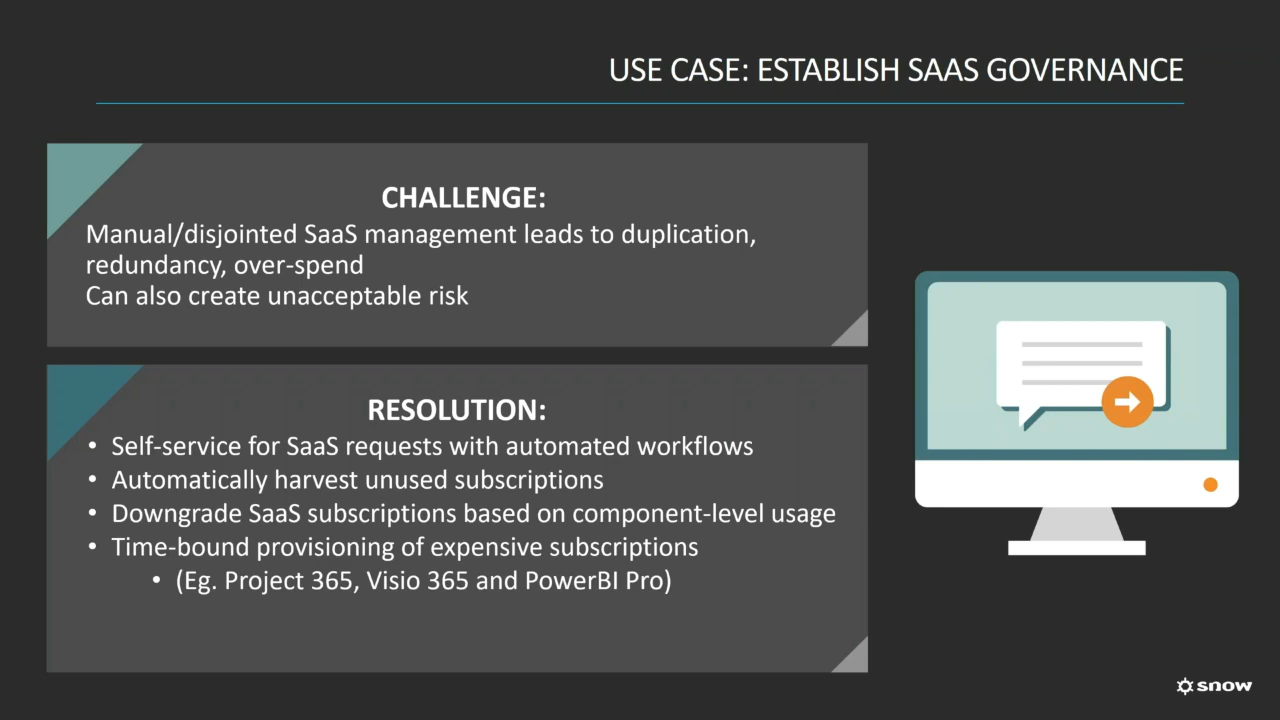 USE CASE: ESTABLISH SAAS GOVERNANCE
CHALLENGE:
Manual/disjointed SaaS management leads to duplication,
redundancy, over-spend
Can also create unacceptable risk
RESOLUTION:
• Self-service for SaaS requests with automated workflows
• Automatically harvest unused subscriptions
• Downgrade SaaS subscriptions based on component-level usage
• Time-bound provisioning of expensive subscriptions
• (Eg. Project 365, Visio 365 and PowerBI Pro)
snow